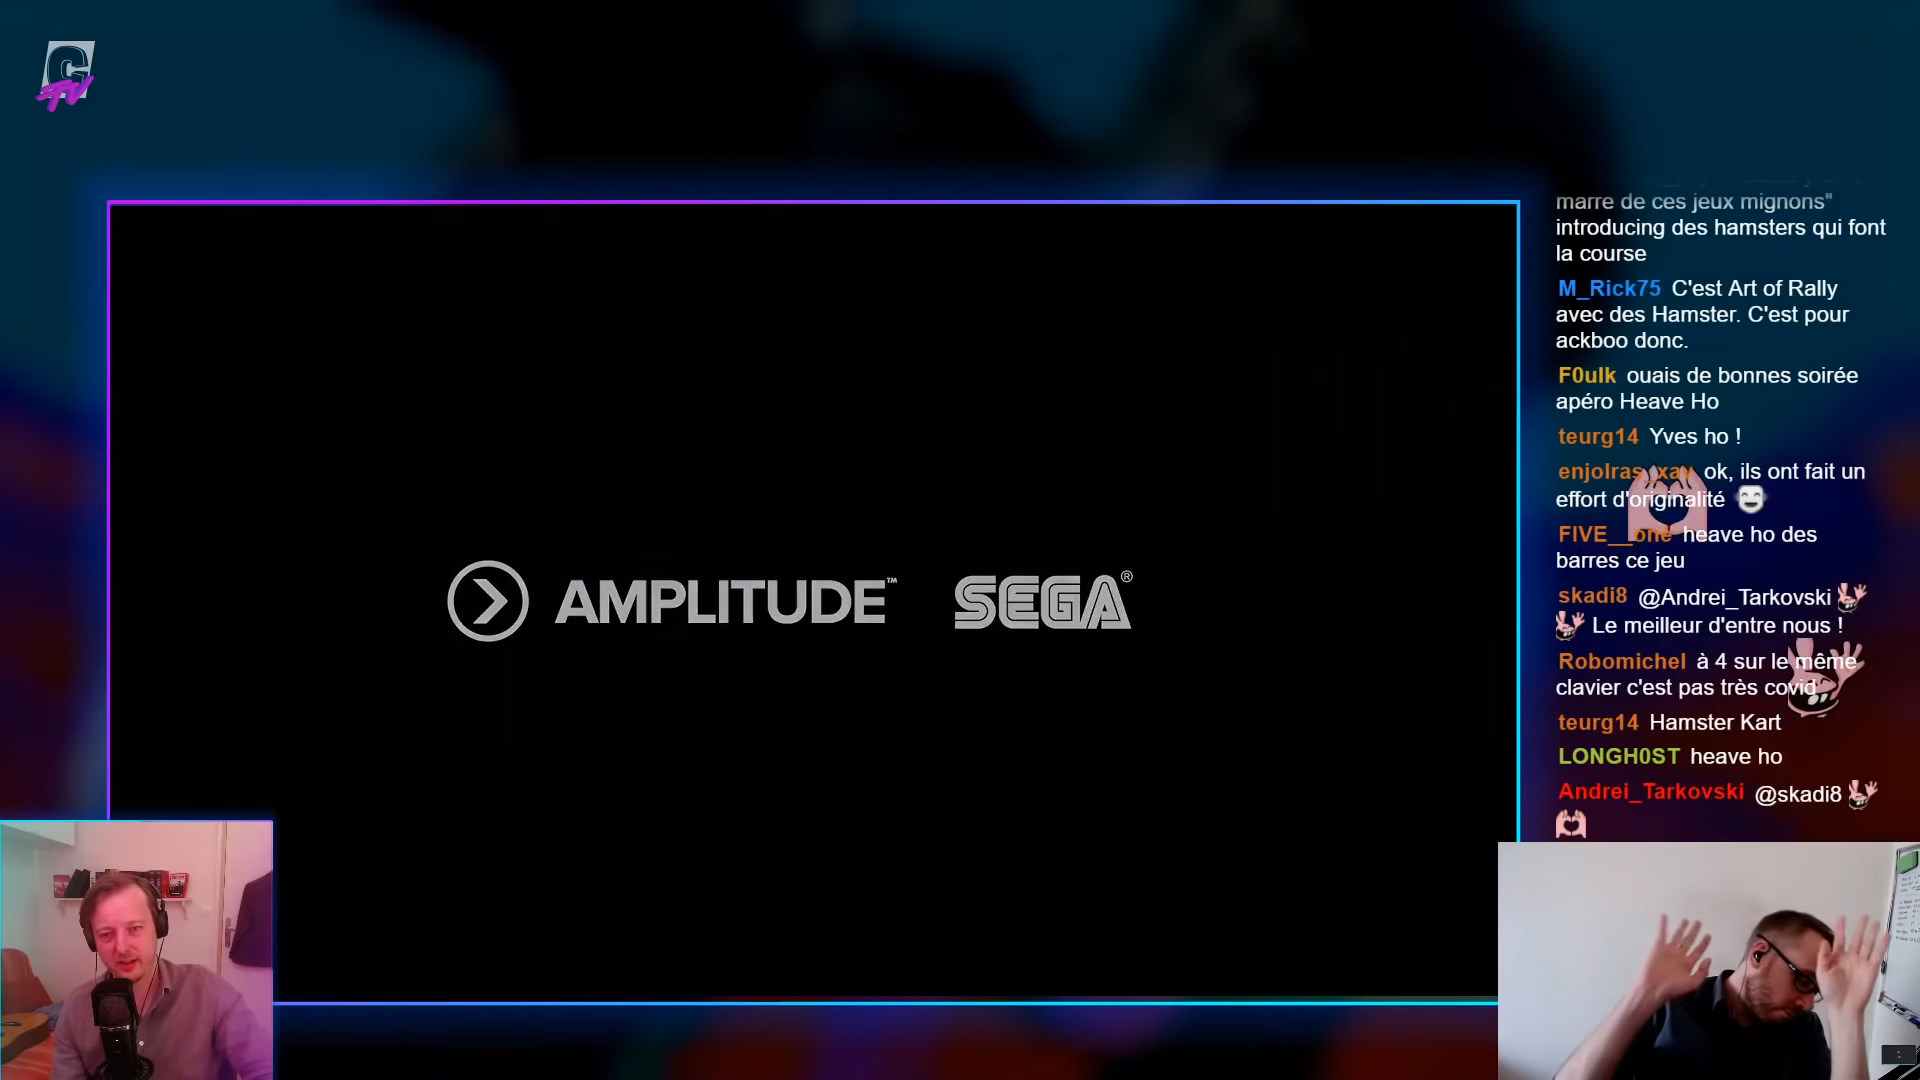 C
TV
AMPLITUDE™
SEGA®
marre de ces jeux mignons"
introducing des hamsters qui font
la course
M_Rick75 C'est Art of Rally
avec des Hamster. C'est pour
ackboo donc.
F0ulk ouais de bonnes soirée
apéro Heave Ho
teurg14 Yves ho !
enjolras_xav ok, ils ont fait un
effort d'originalité
FIVE__one heave ho des
barres ce jeu
skadi8 @Andrei_Tarkovski
Le meilleur d'entre nous !
Robomichel à 4 sur le même
clavier c'est pas très covid
teurg14 Hamster Kart
LONGH0ST heave ho
Andrei_Tarkovski @skadi8